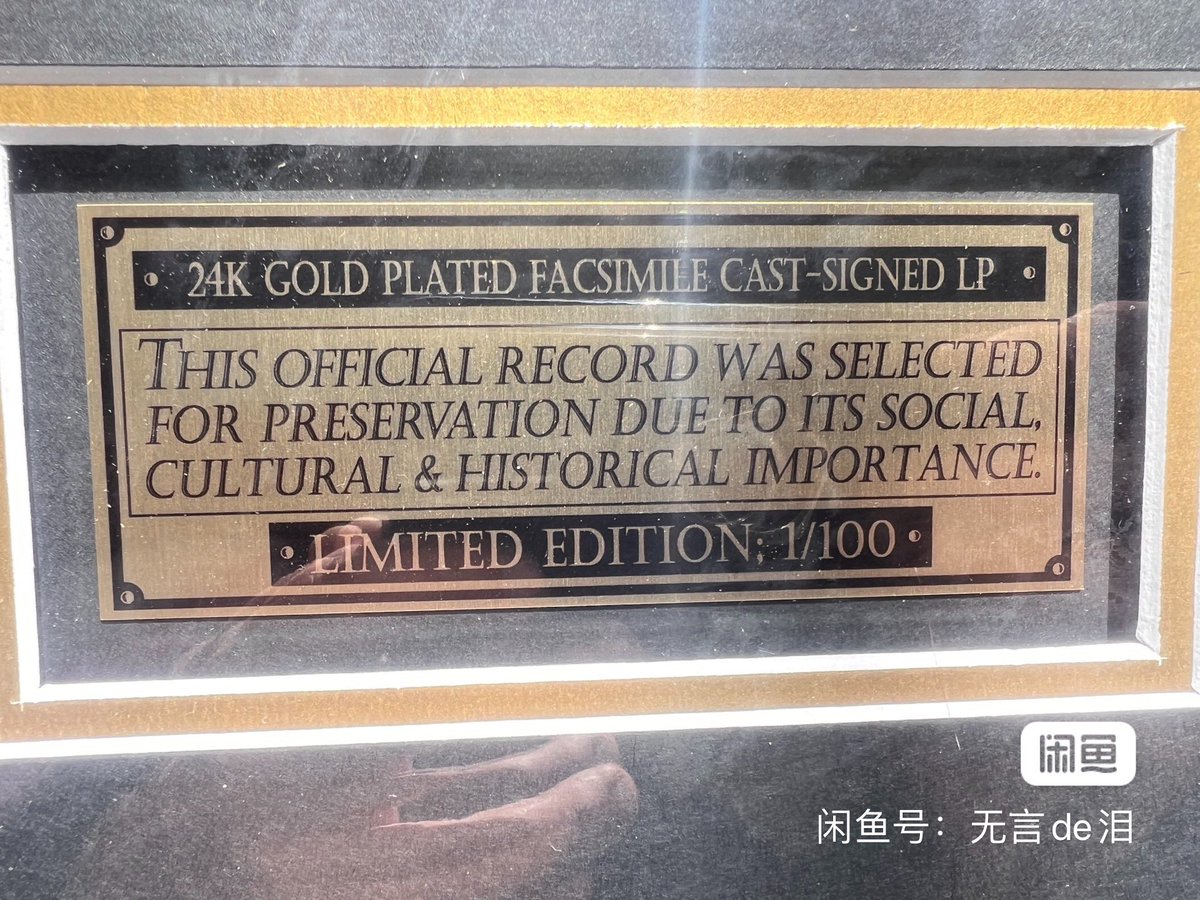 24K GOLD PLATED FACSIMILE CAST-SIGNED LP
THIS OFFICIAL RECORD WAS SELECTED
FOR PRESERVATION DUE TO ITS SOCIAL,
CULTURAL & HISTORICAL IMPORTANCE.
LIMITED EDITION; 1/100
闲鱼
闲鱼号：无言de泪